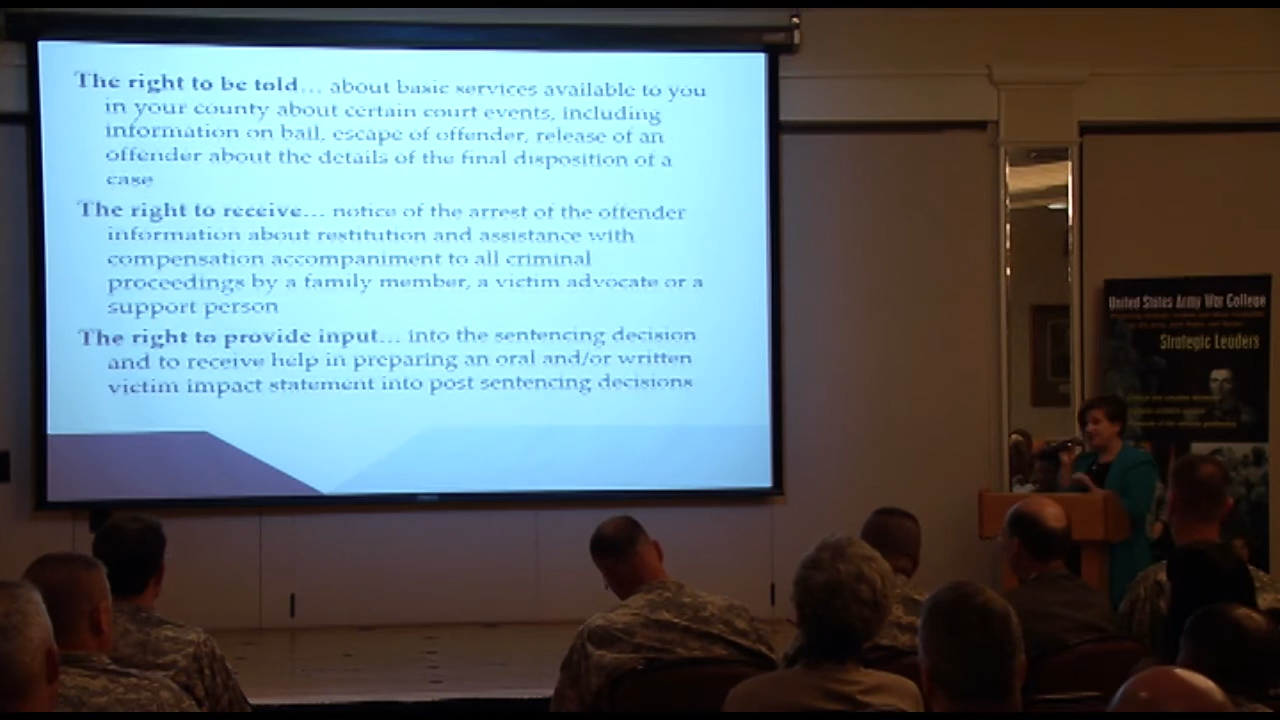 The right to be told... about basic services available to you
in your county about certain court events, including
information on bail, escape of offender, release of an
offender about the details of the final disposition of a
case
The right to receive... notice of the arrest of the offender
information about restitution and assistance with
compensation accompaniment to all criminal
proceedings by a family member, a victim advocate or a
support person
The right to provide input... into the sentencing decision
and to receive help in preparing an oral and/or written
victim impact statement into post sentencing decisions
United States Army War College
Strategic Leaders